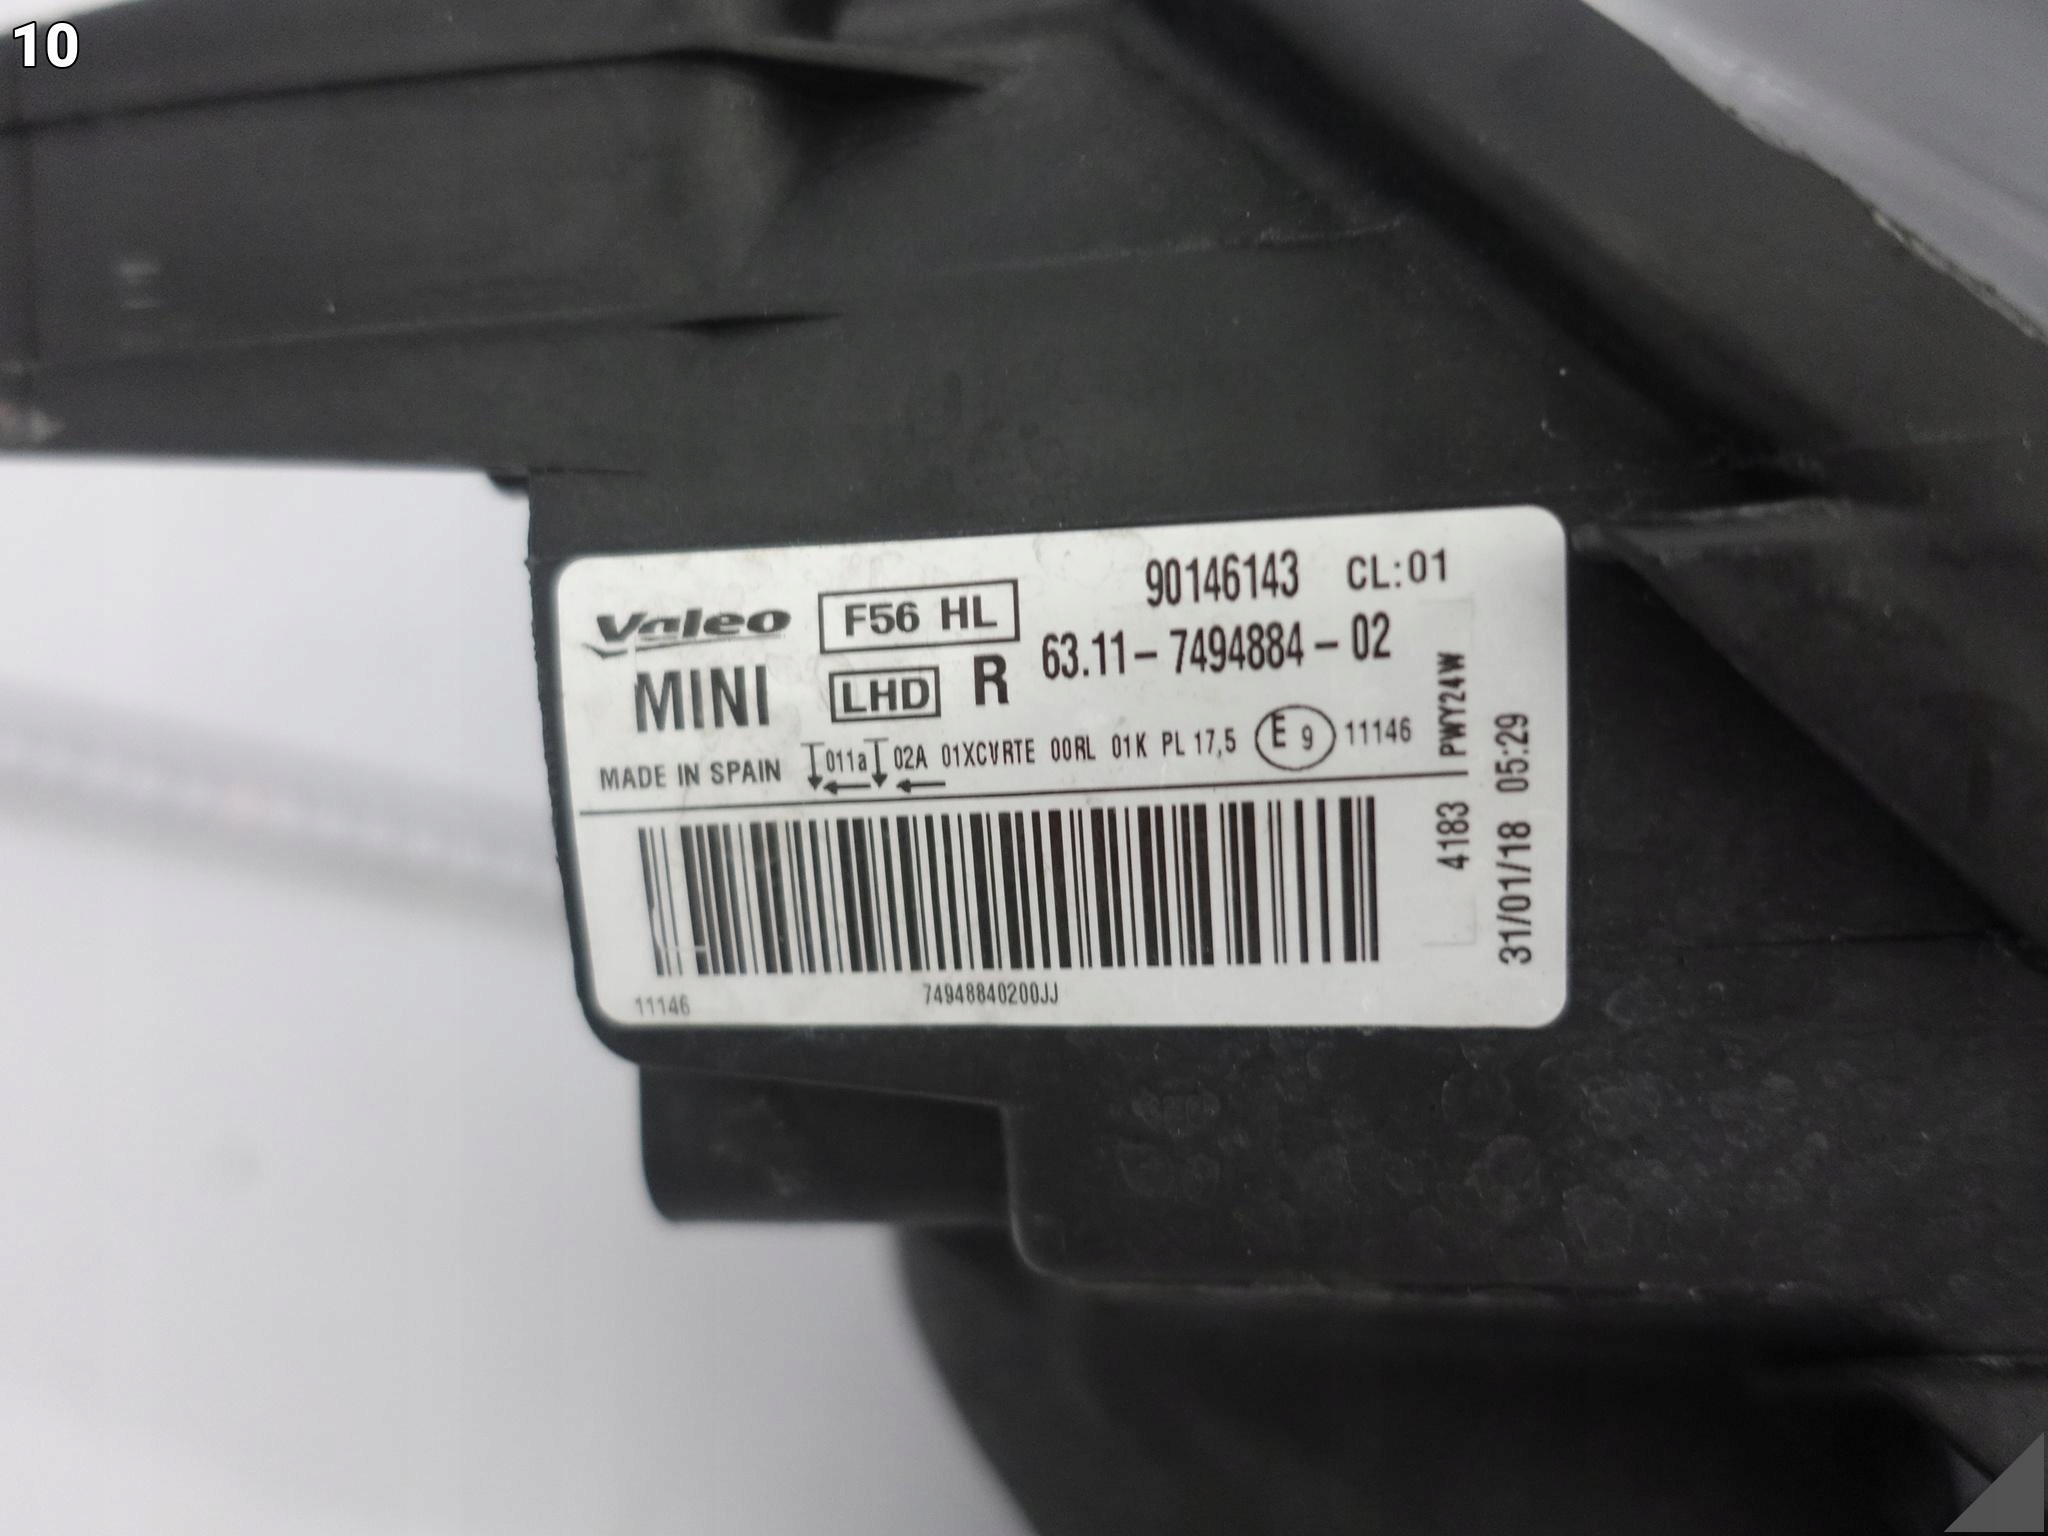 10
Valeo F56 HL 90146143 CL:01
MINI LHD R 63.11-7494884-02
MADE IN SPAIN 011a 02A 01XCVRTE 00RL 01K PL 17,5 E 9 11146
4183 PWY24W
31/01/18 05:29
11146 74948840200JJ